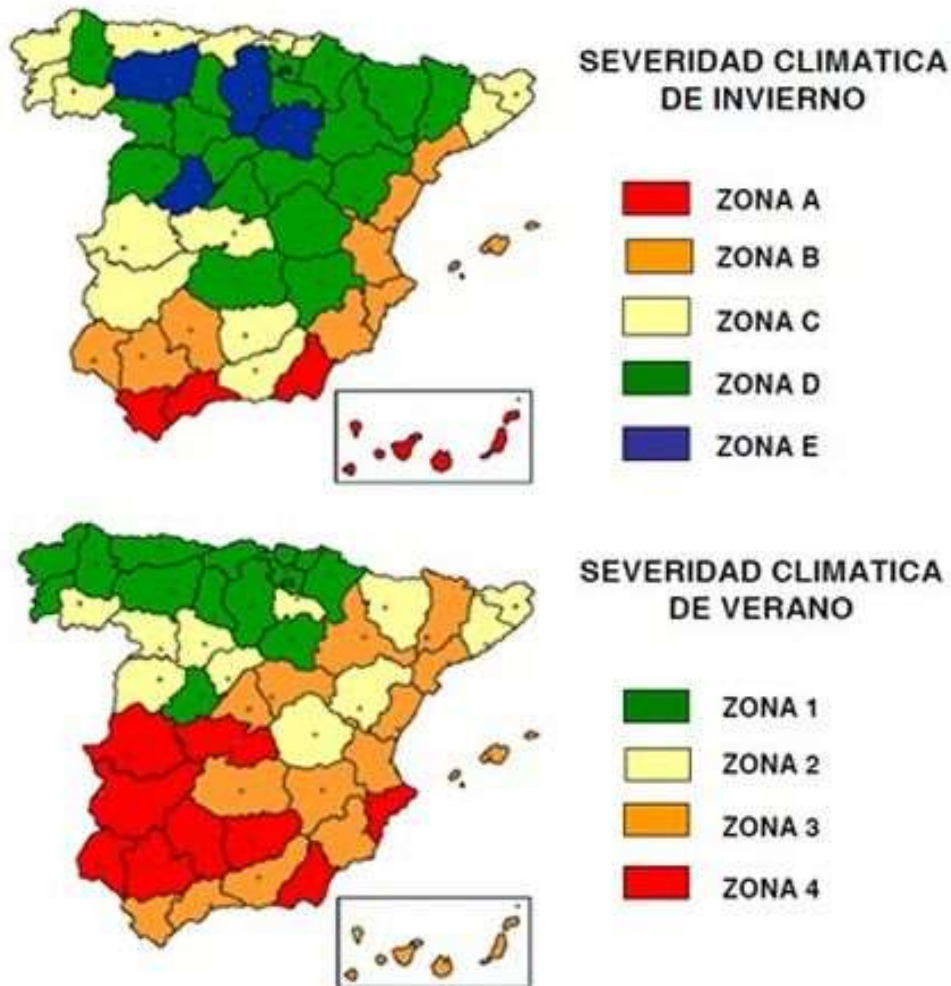 SEVERIDAD CLIMATICA
DE INVIERNO
ZONA A
ZONA B
ZONA C
ZONA D
ZONA E
SEVERIDAD CLIMATICA
DE VERANO
ZONA 1
ZONA 2
ZONA 3
ZONA 4